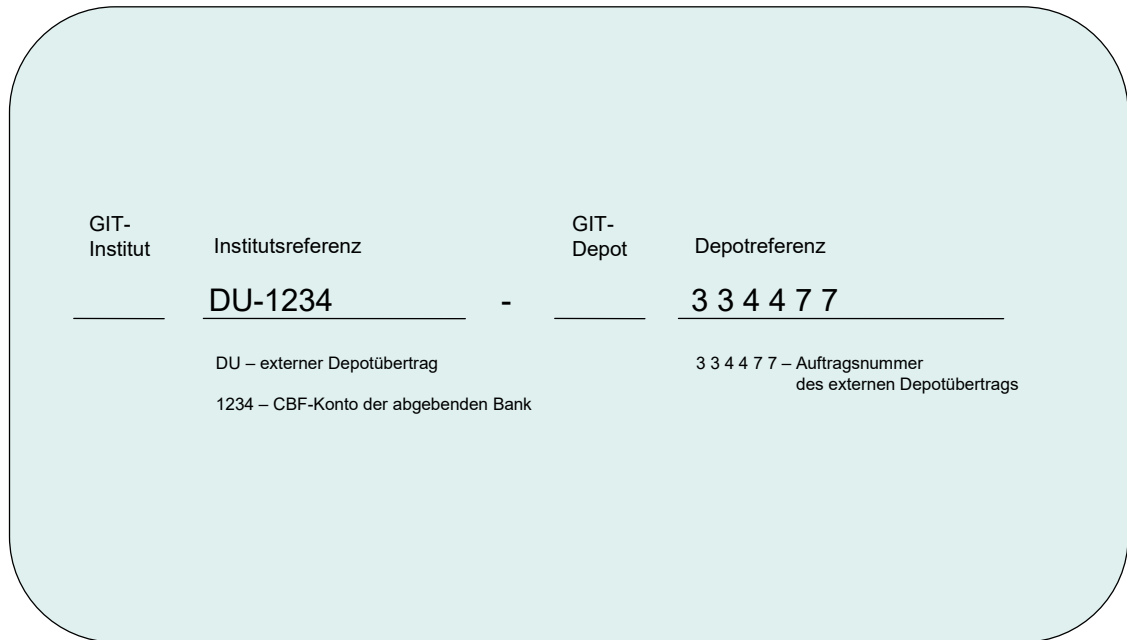 GIT-
Institut
Institutsreferenz
GIT-
Depot
Depotreferenz
DU-1234
-
3 3 4 4 7 7
DU – externer Depotübertrag
1234 – CBF-Konto der abgebenden Bank
3 3 4 4 7 7 – Auftragsnummer
des externen Depotübertrags